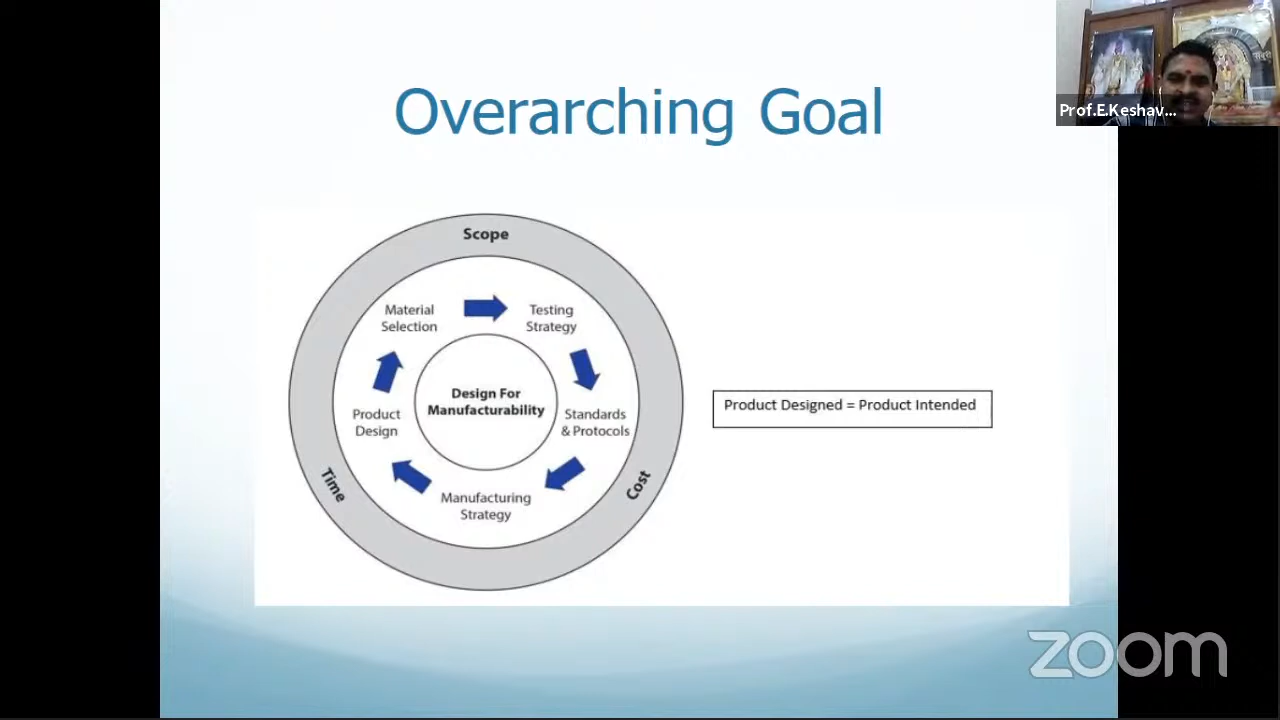 Overarching Goal
Prof.E.Keshav...
Scope
Material
Selection
Testing
Strategy
Design For
Manufacturability
Product
Design
Standards
& Protocols
Manufacturing
Strategy
Time
Cost
Product Designed = Product Intended
zoom